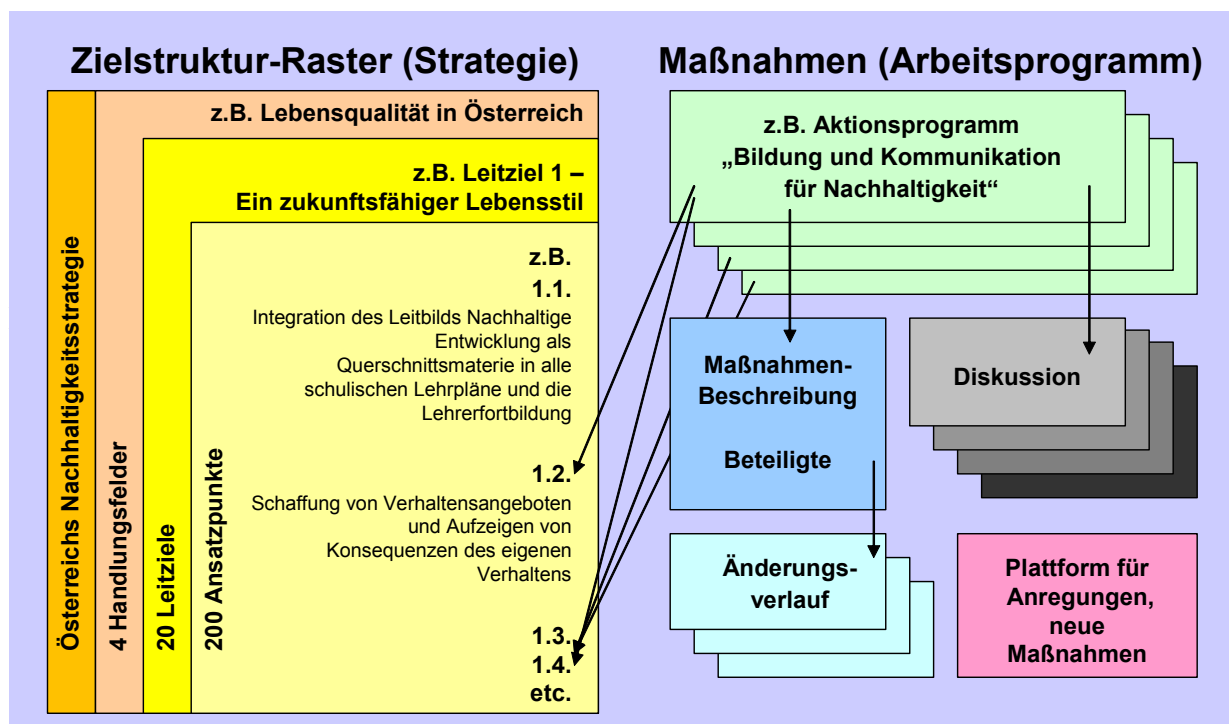 Zielstruktur-Raster (Strategie)
Österreichs Nachhaltigkeitsstrategie
4 Handlungsfelder
z.B. Lebensqualität in Österreich
20 Leitziele
z.B. Leitziel 1 –
Ein zukunftsfähiger Lebensstil
200 Ansatzpunkte
z.B.
1.1.
Integration des Leitbilds Nachhaltige
Entwicklung als
Querschnittsmaterie in alle
schulischen Lehrpläne und die
Lehrerfortbildung
1.2.
Schaffung von Verhaltensangeboten
und Aufzeigen von
Konsequenzen des eigenen
Verhaltens
1.3.
1.4.
etc.
Maßnahmen (Arbeitsprogramm)
z.B. Aktionsprogramm
„Bildung und Kommunikation
für Nachhaltigkeit“
Maßnahmen-
Beschreibung
Beteiligte
Diskussion
Änderungs-
verlauf
Plattform für
Anregungen,
neue
Maßnahmen